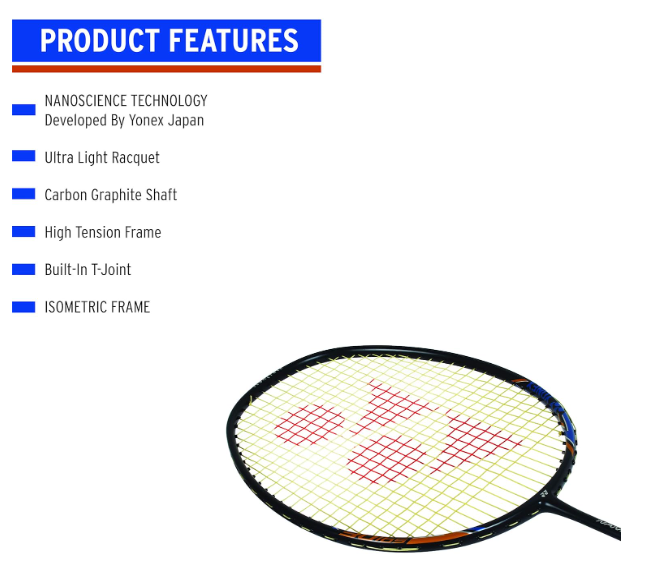 PRODUCT FEATURES
NANOSCIENCE TECHNOLOGY
Developed By Yonex Japan
Ultra Light Racquet
Carbon Graphite Shaft
High Tension Frame
Built-In T-Joint
ISOMETRIC FRAME